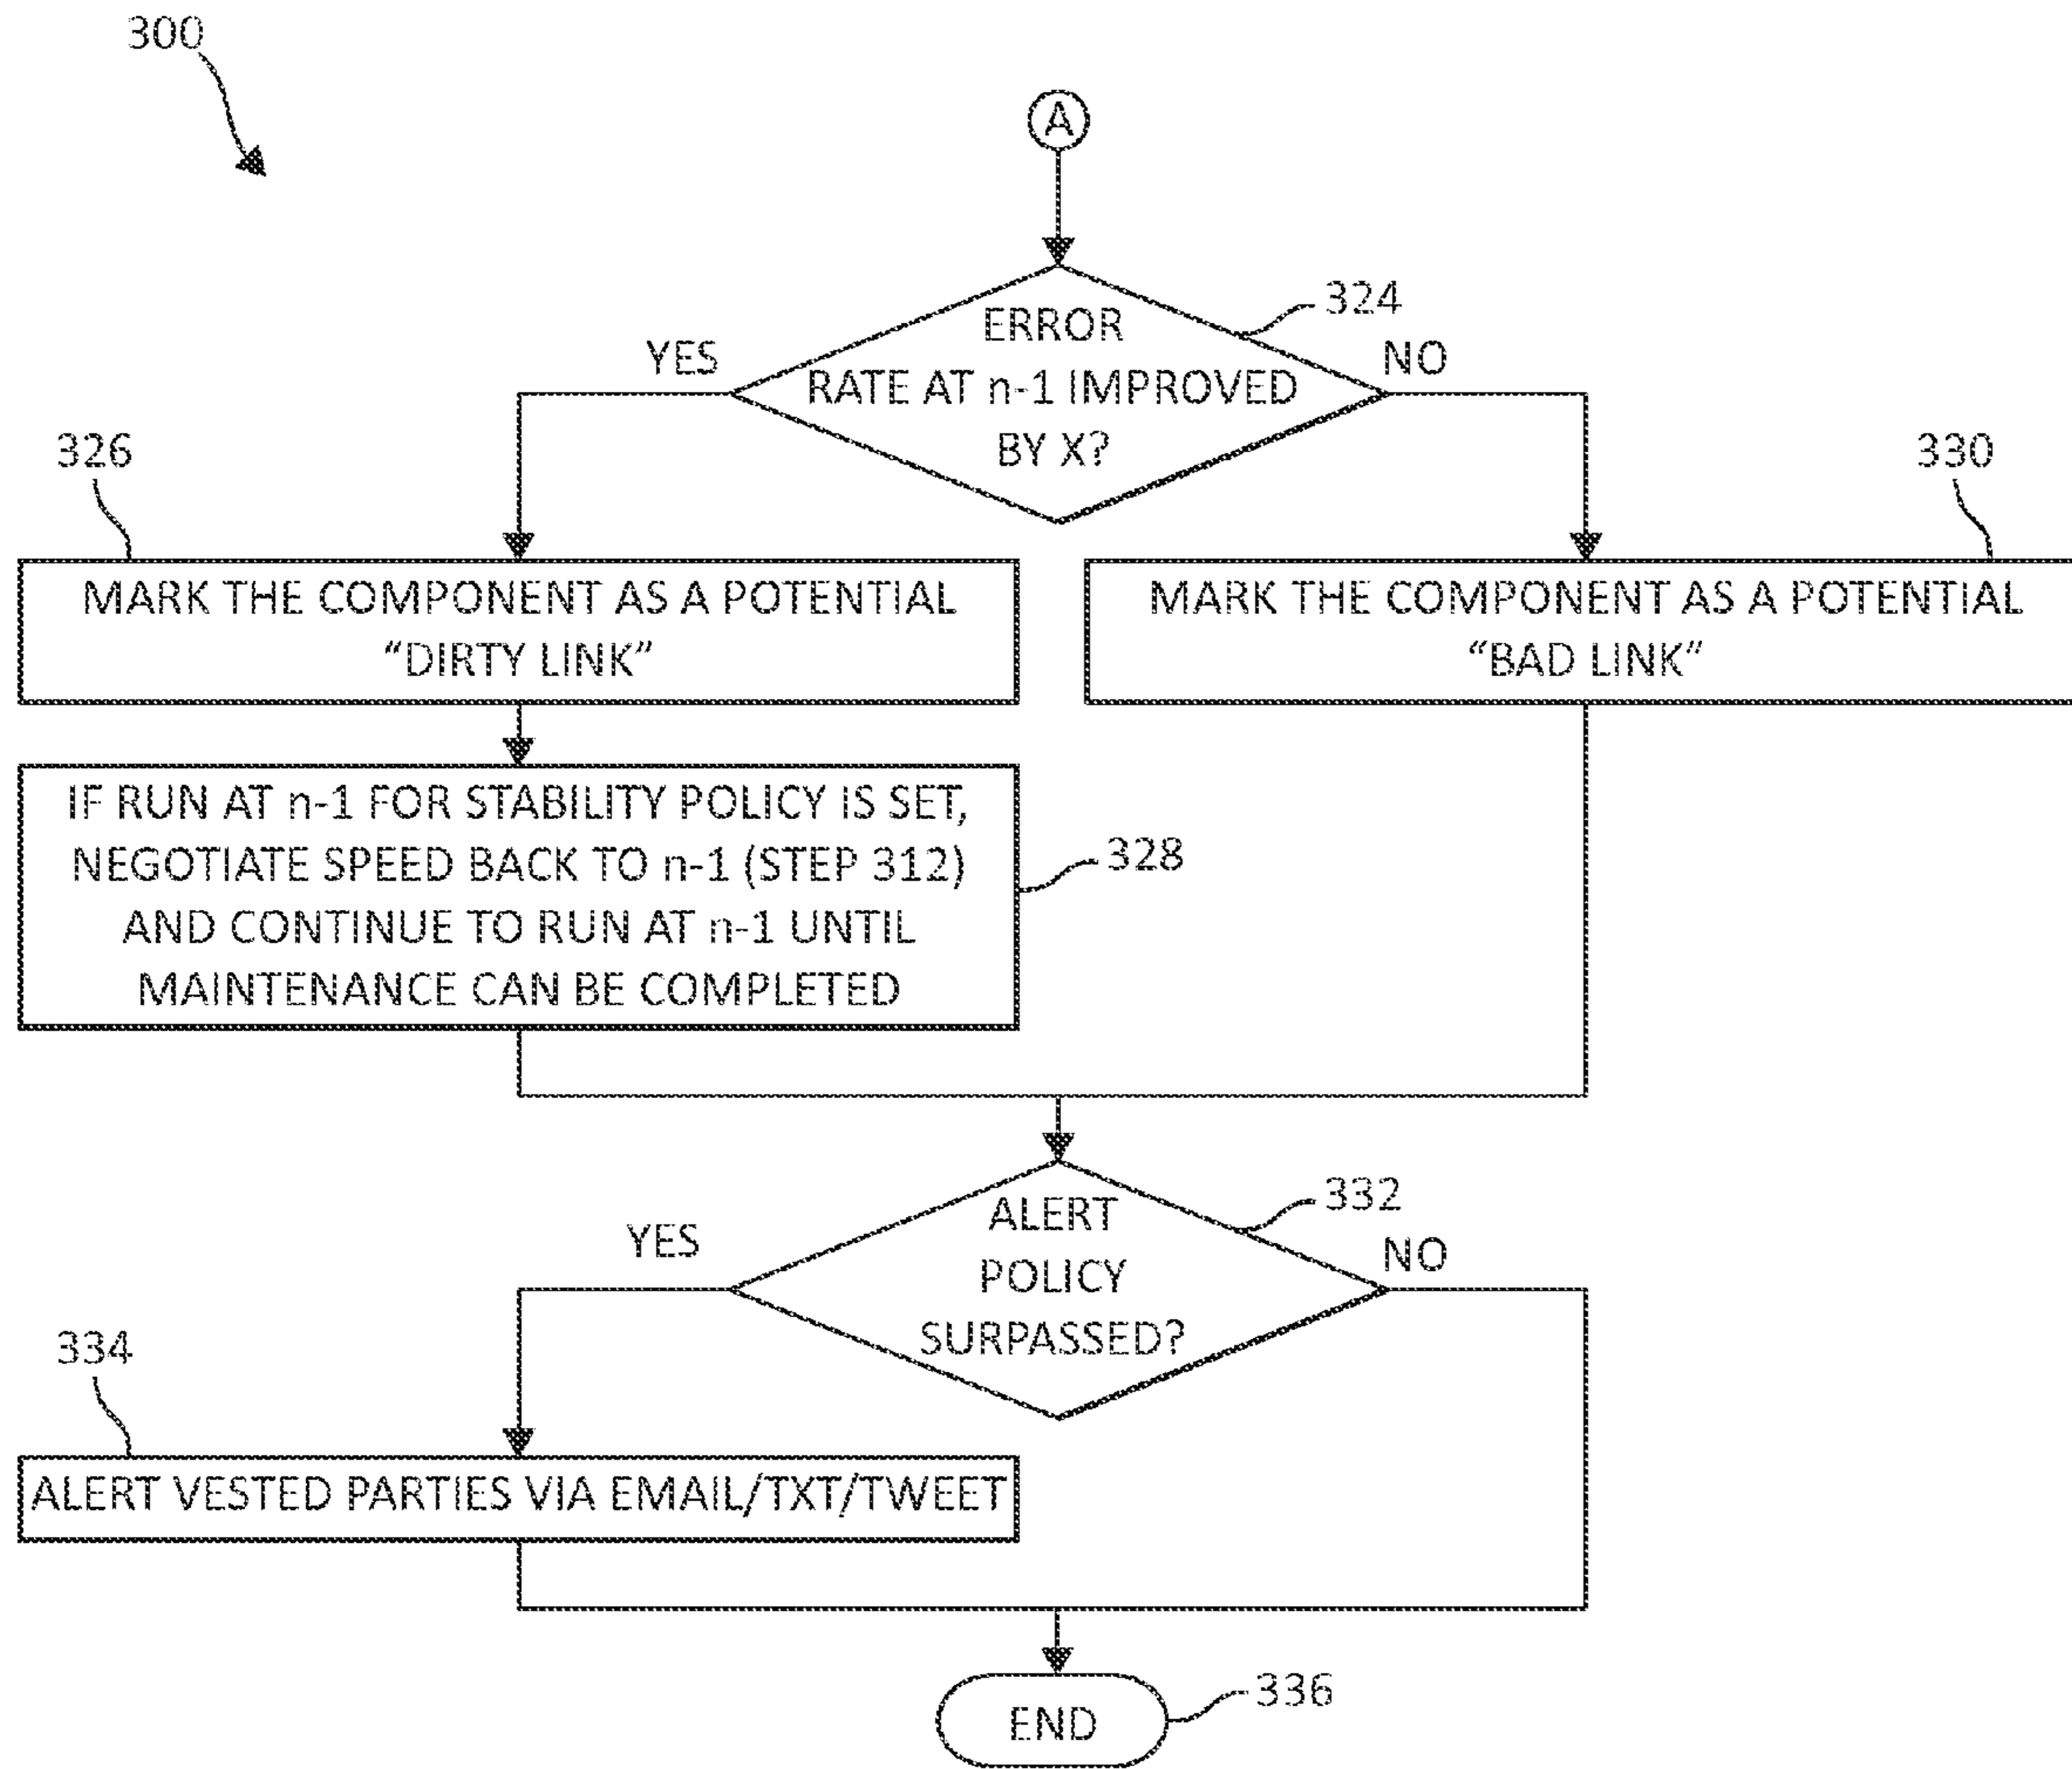 300
A
324
ERROR
RATE AT n-1 IMPROVED
BY X?
YES
NO
326
330
MARK THE COMPONENT AS A POTENTIAL
“DIRTY LINK”
MARK THE COMPONENT AS A POTENTIAL
“BAD LINK”
IF RUN AT n-1 FOR STABILITY POLICY IS SET,
NEGOTIATE SPEED BACK TO n-1 (STEP 312)
AND CONTINUE TO RUN AT n-1 UNTIL
MAINTENANCE CAN BE COMPLETED
328
332
ALERT
POLICY
SURPASSED?
YES
NO
334
ALERT VESTED PARTIES VIA EMAIL/TXT/TWEET
336
END